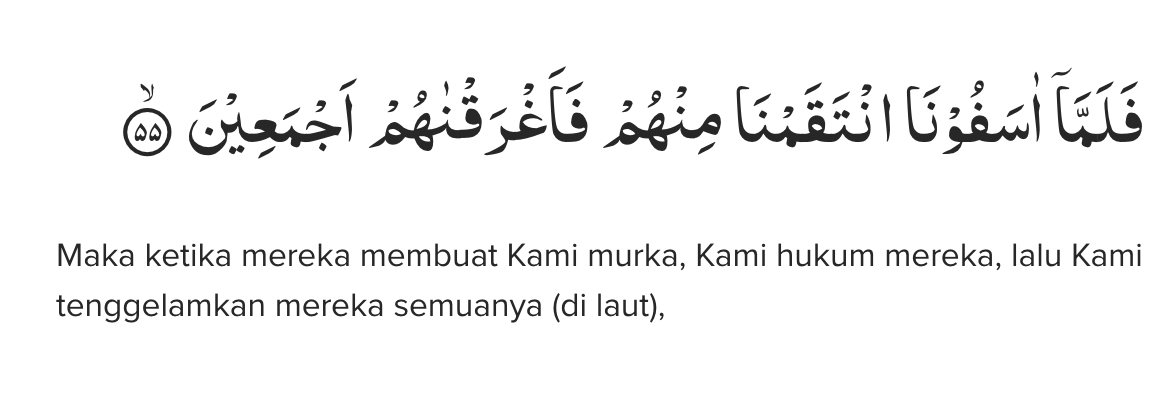 فَلَمَّآ اٰسَفُوْنَا انْتَقَمْنَا مِنْهُمْ فَاَغْرَقْنٰهُمْ اَجْمَعِيْنَۙ ۝٥٥
Maka ketika mereka membuat Kami murka, Kami hukum mereka, lalu Kami
tenggelamkan mereka semuanya (di laut),